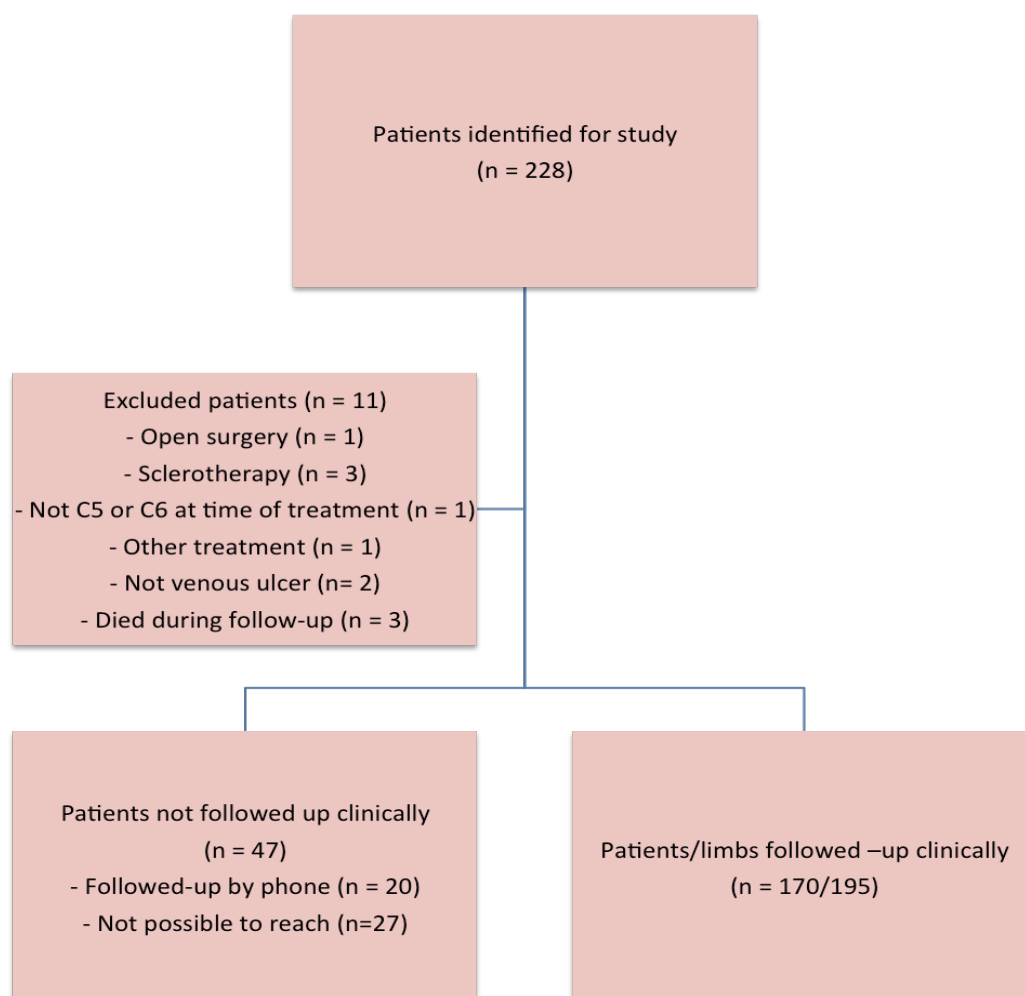 Patients identified for study
(n = 228)
Excluded patients (n = 11)
- Open surgery (n = 1)
- Sclerotherapy (n = 3)
- Not C5 or C6 at time of treatment (n = 1)
- Other treatment (n = 1)
- Not venous ulcer (n= 2)
- Died during follow-up (n = 3)
Patients not followed up clinically
(n = 47)
- Followed-up by phone (n = 20)
- Not possible to reach (n=27)
Patients/limbs followed –up clinically
(n = 170/195)